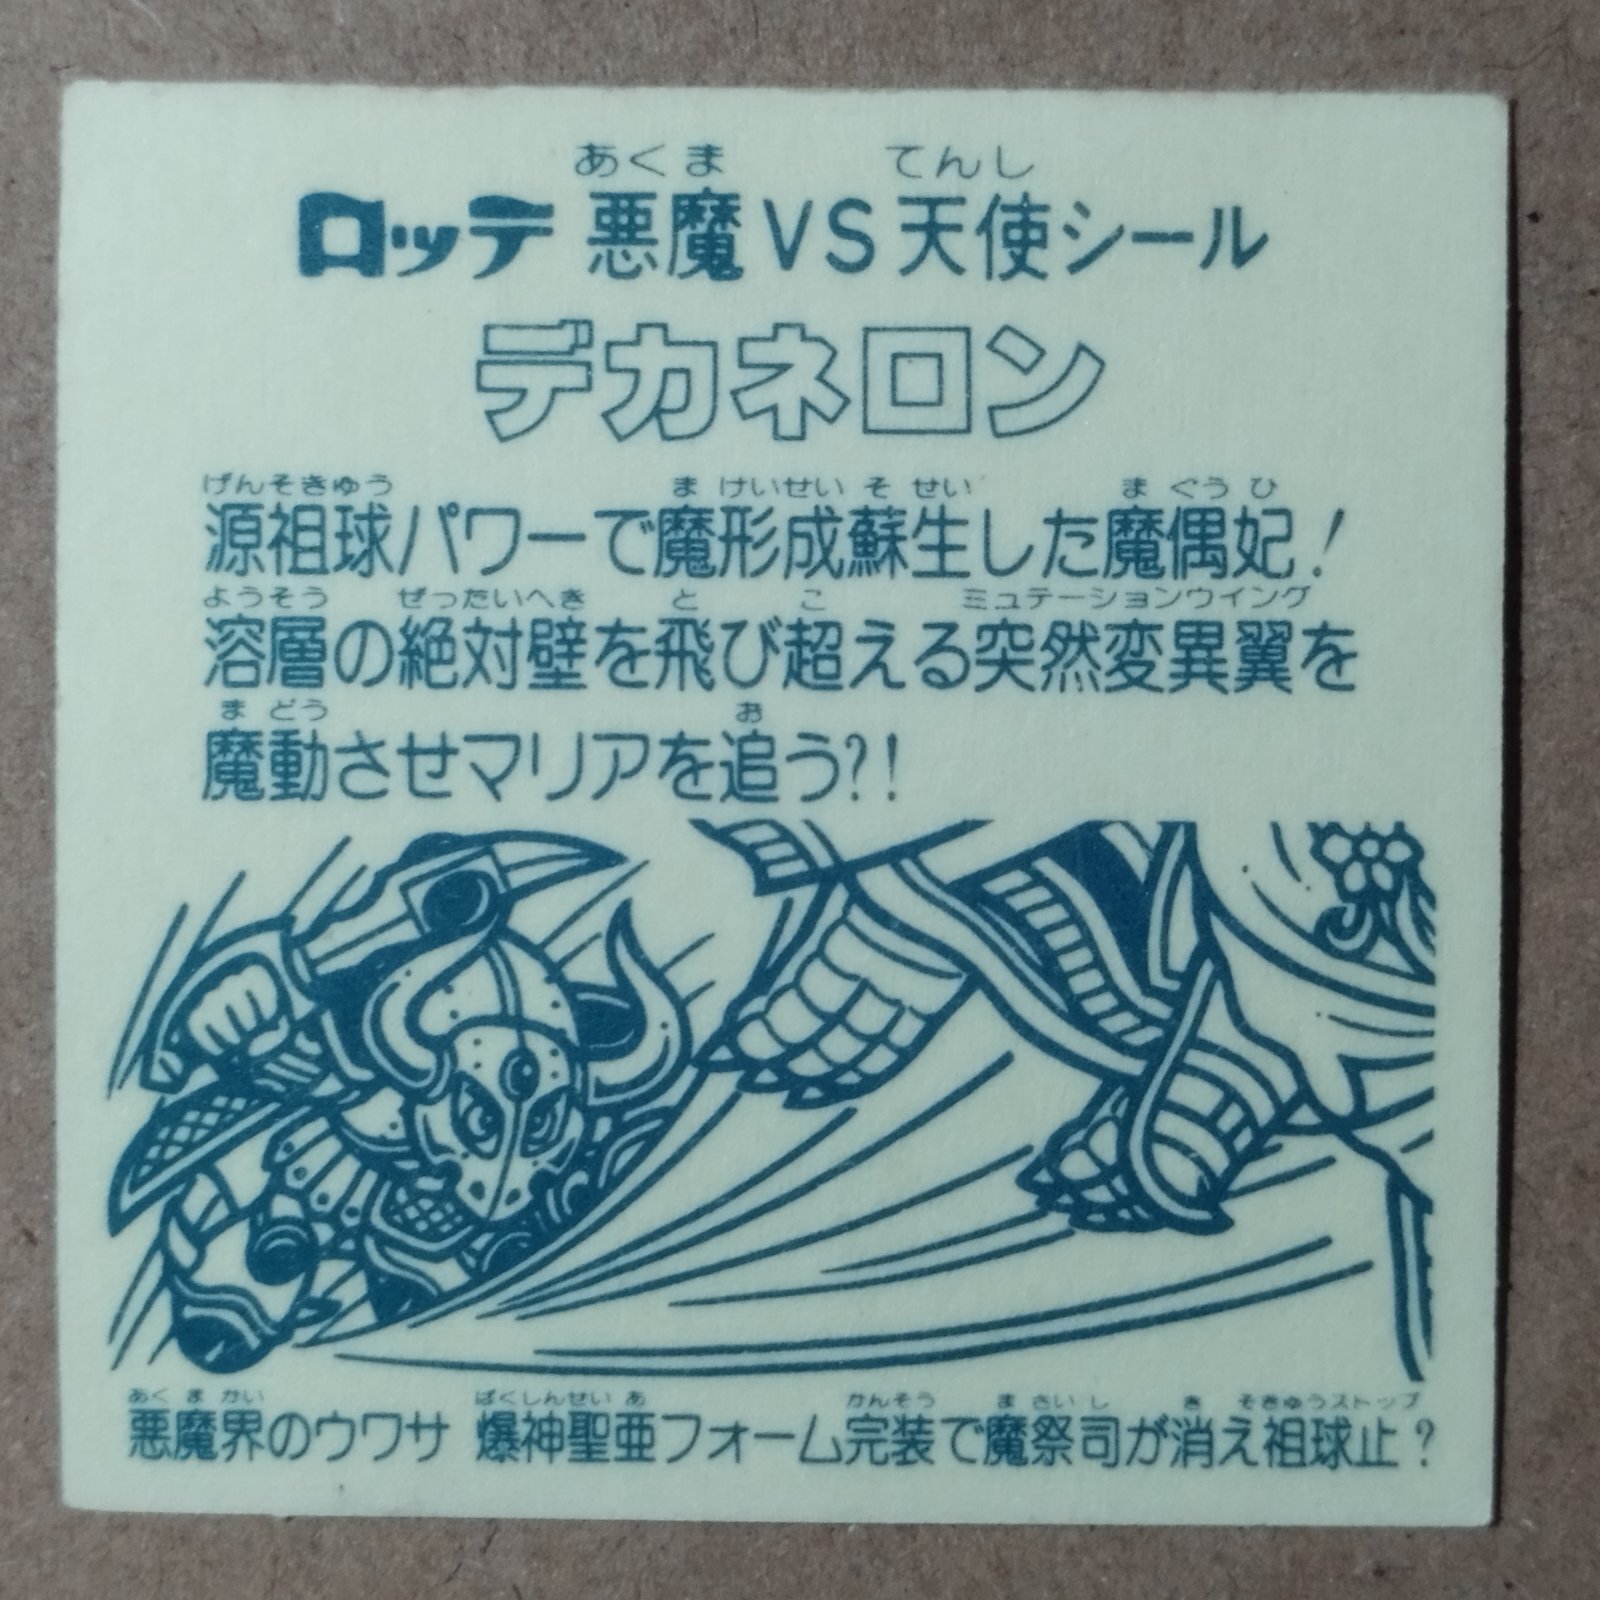 あくま てんし
ロッテ 悪魔VS天使シール
デカネロン
げんそきゅう ま けいせい そ せい ま ぐう ひ
源祖球パワーで魔形成蘇生した魔偶妃!
ようそう ぜったいへき と こ ミュテーションウイング
溶層の絶対壁を飛び超える突然変異翼を
ま どう お
魔動させマリアを追う?!
あく ま かい ばくしんせい あ かんそう ま さい し き そきゅうストップ
悪魔界のウワサ 爆神聖亜フォーム完装で魔祭司が消え祖球止?